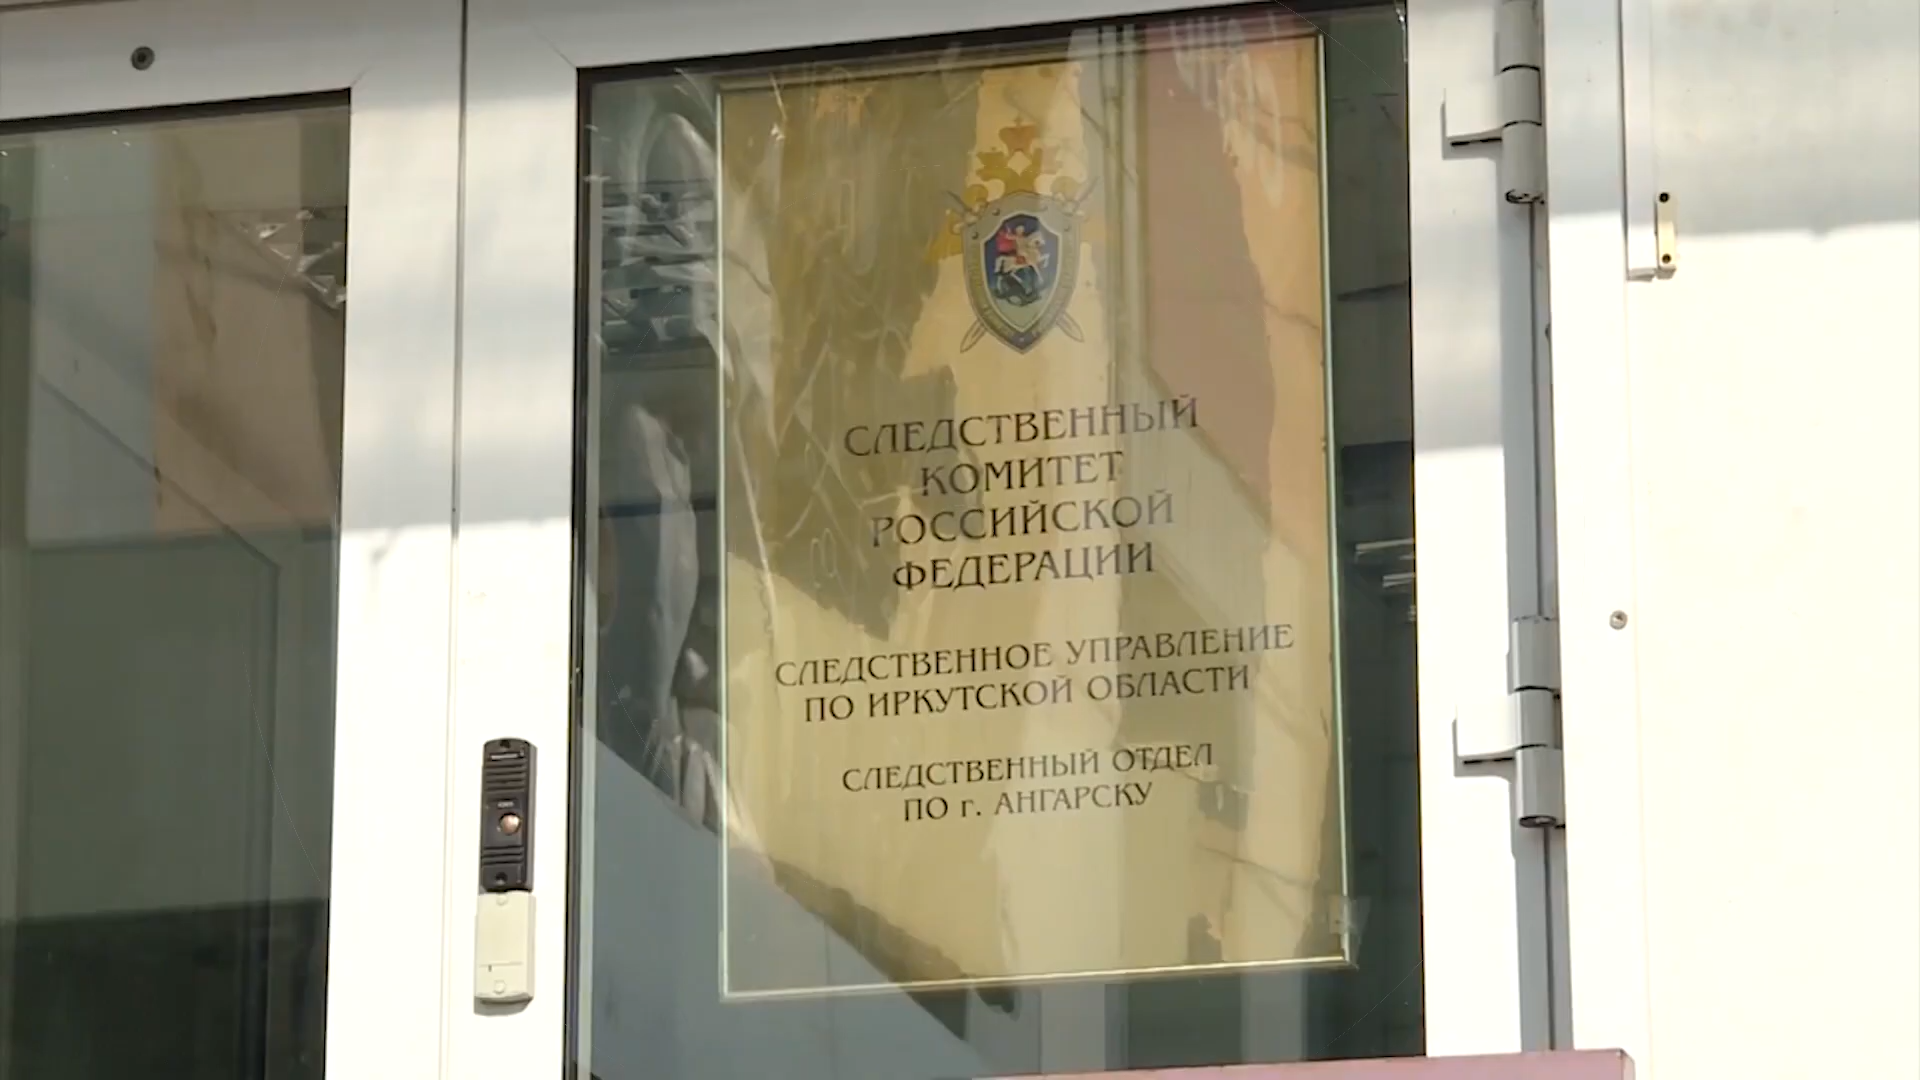 СЛЕДСТВЕННЫЙ
КОМИТЕТ
РОССИЙСКОЙ
ФЕДЕРАЦИИ
СЛЕДСТВЕННОЕ УПРАВЛЕНИЕ
ПО ИРКУТСКОЙ ОБЛАСТИ
СЛЕДСТВЕННЫЙ ОТДЕЛ
ПО г. АНГАРСКУ